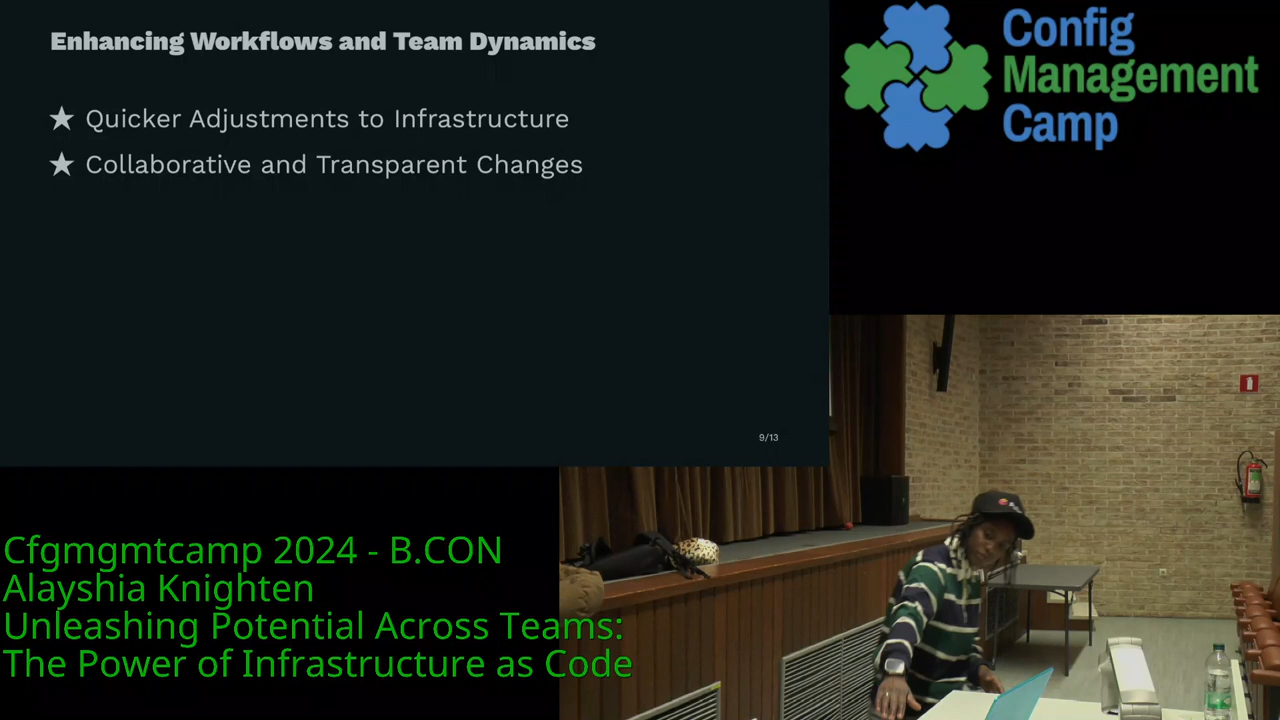 Enhancing Workflows and Team Dynamics
★ Quicker Adjustments to Infrastructure
★ Collaborative and Transparent Changes
9/13
Config
Management
Camp
Cfgmgmtcamp 2024 - B.CON
Alayshia Knighten
Unleashing Potential Across Teams:
The Power of Infrastructure as Code